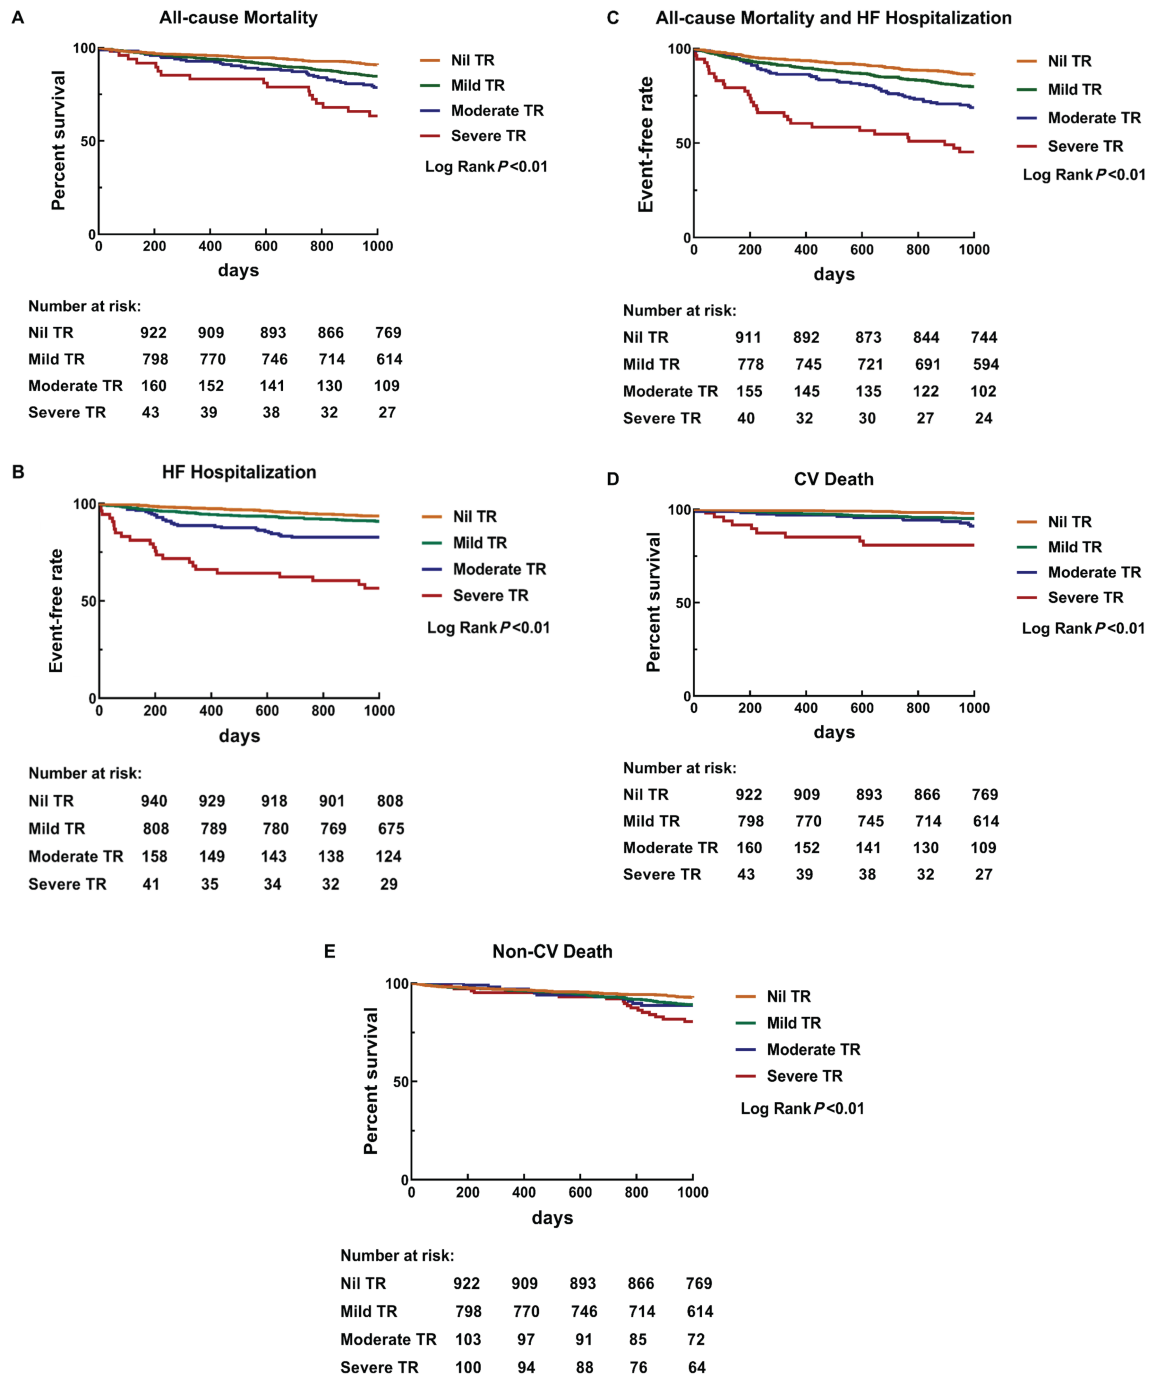 A
All-cause Mortality
Percent survival
100
50
0
0 200 400 600 800 1000
days
Nil TR
Mild TR
Moderate TR
Severe TR
Log Rank P<0.01
Number at risk:
Nil TR 922 909 893 866 769
Mild TR 798 770 746 714 614
Moderate TR 160 152 141 130 109
Severe TR 43 39 38 32 27
B
HF Hospitalization
Event-free rate
100
50
0
0 200 400 600 800 1000
days
Nil TR
Mild TR
Moderate TR
Severe TR
Log Rank P<0.01
Number at risk:
Nil TR 940 929 918 901 808
Mild TR 808 789 780 769 675
Moderate TR 158 149 143 138 124
Severe TR 41 35 34 32 29
C
All-cause Mortality and HF Hospitalization
Event-free rate
100
50
0
0 200 400 600 800 1000
days
Nil TR
Mild TR
Moderate TR
Severe TR
Log Rank P<0.01
Number at risk:
Nil TR 911 892 873 844 744
Mild TR 778 745 721 691 594
Moderate TR 155 145 135 122 102
Severe TR 40 32 30 27 24
D
CV Death
Percent survival
100
50
0
0 200 400 600 800 1000
days
Nil TR
Mild TR
Moderate TR
Severe TR
Log Rank P<0.01
Number at risk:
Nil TR 922 909 893 866 769
Mild TR 798 770 745 714 614
Moderate TR 160 152 141 130 109
Severe TR 43 39 38 32 27
E
Non-CV Death
Percent survival
100
50
0
0 200 400 600 800 1000
days
Nil TR
Mild TR
Moderate TR
Severe TR
Log Rank P<0.01
Number at risk:
Nil TR 922 909 893 866 769
Mild TR 798 770 746 714 614
Moderate TR 103 97 91 85 72
Severe TR 100 94 88 76 64